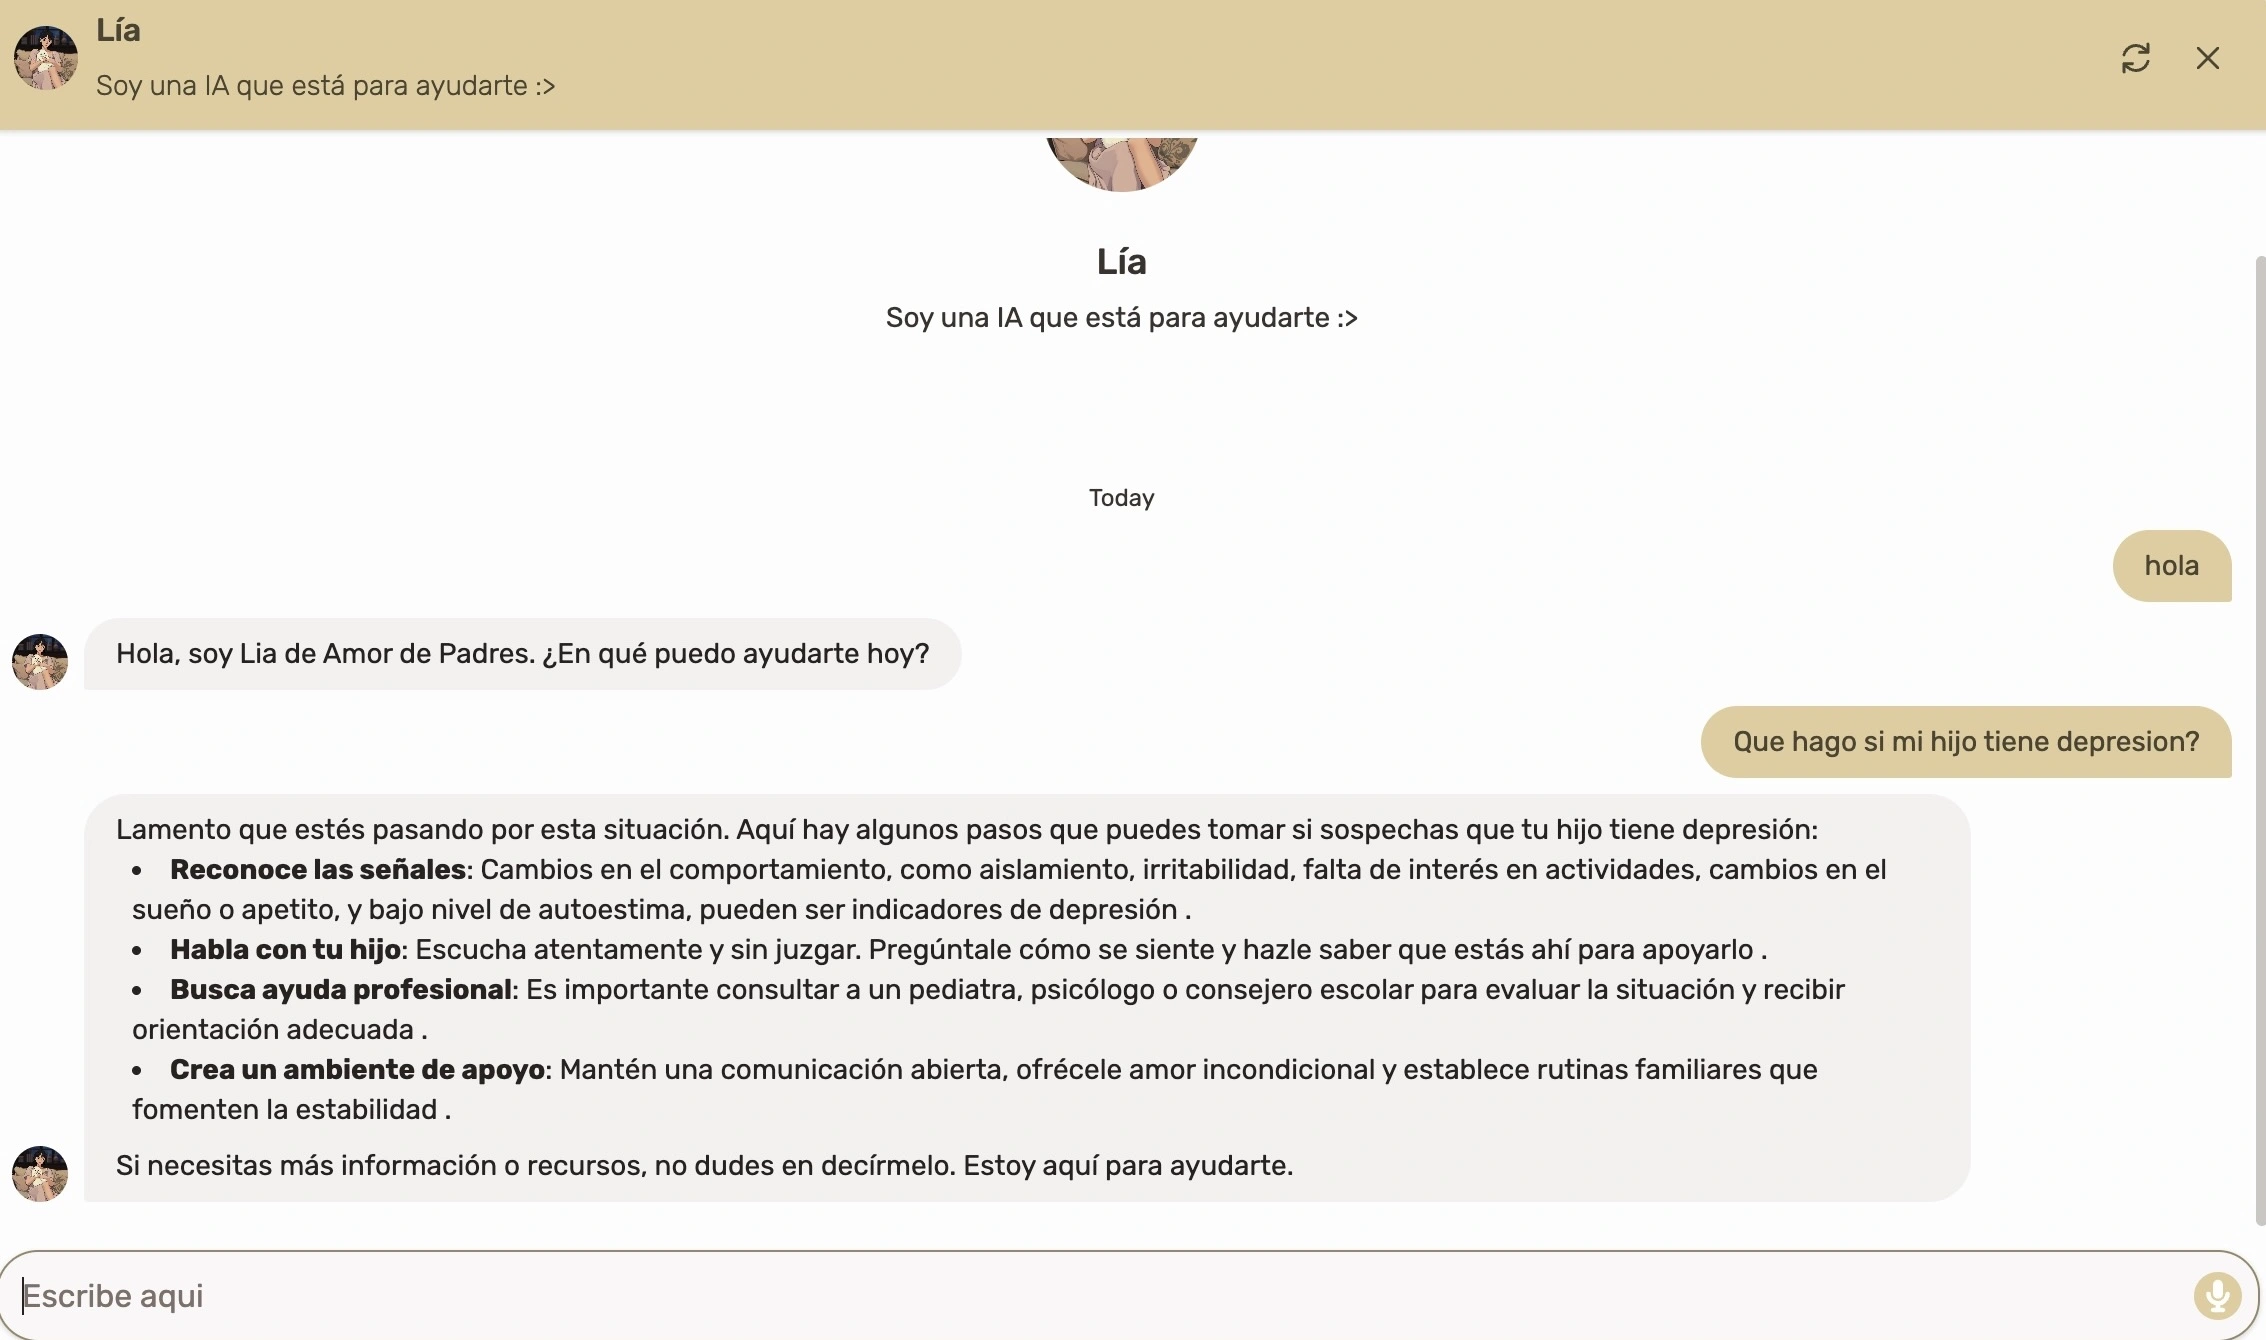 Lía
Soy una IA que está para ayudarte :>
Lía
Soy una IA que está para ayudarte :>
Today
hola
Hola, soy Lia de Amor de Padres. ¿En qué puedo ayudarte hoy?
Que hago si mi hijo tiene depresion?
Lamento que estés pasando por esta situación. Aquí hay algunos pasos que puedes tomar si sospechas que tu hijo tiene depresión:
• Reconoce las señales: Cambios en el comportamiento, como aislamiento, irritabilidad, falta de interés en actividades, cambios en el
sueño o apetito, y bajo nivel de autoestima, pueden ser indicadores de depresión .
• Habla con tu hijo: Escucha atentamente y sin juzgar. Pregúntale cómo se siente y hazle saber que estás ahí para apoyarlo .
• Busca ayuda profesional: Es importante consultar a un pediatra, psicólogo o consejero escolar para evaluar la situación y recibir
orientación adecuada .
• Crea un ambiente de apoyo: Mantén una comunicación abierta, ofrécele amor incondicional y establece rutinas familiares que
fomenten la estabilidad .
Si necesitas más información o recursos, no dudes en decírmelo. Estoy aquí para ayudarte.
Escribe aqui